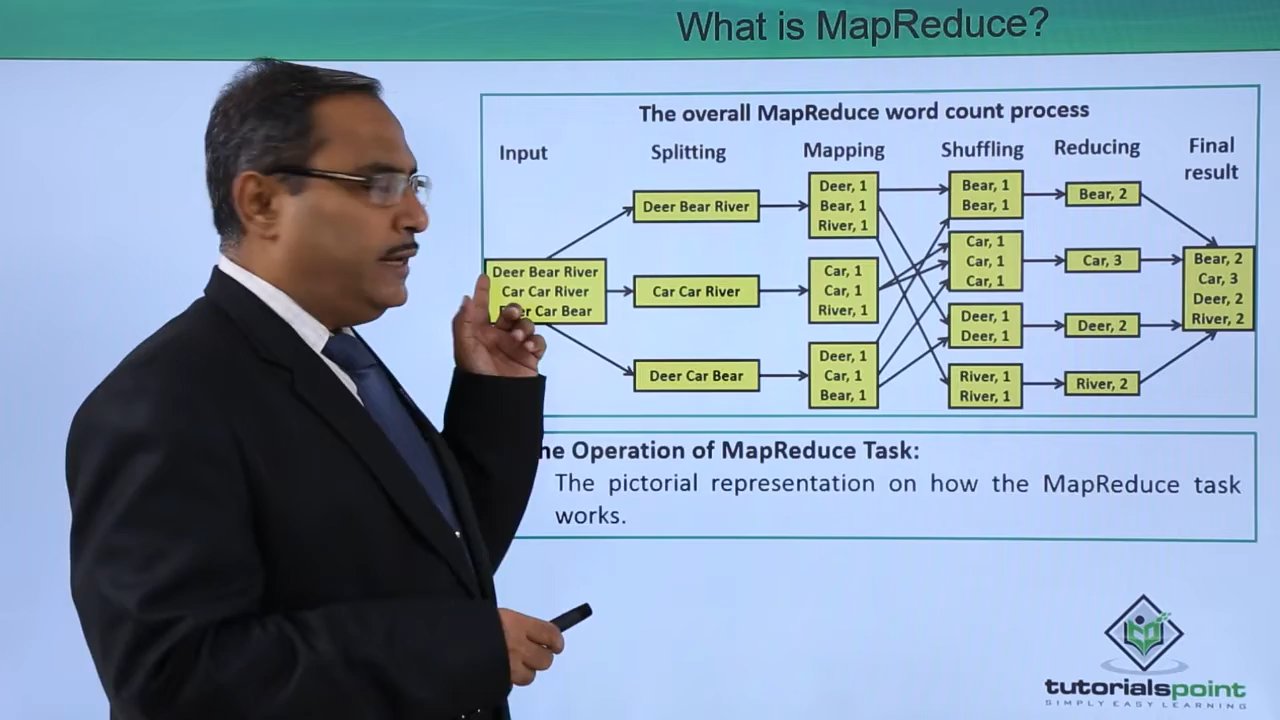 What is MapReduce?
The overall MapReduce word count process
Input
Splitting
Mapping
Shuffling
Reducing
Final
result
Deer Bear River
Car Car River
Car Bear
Deer Bear River
Car Car River
Deer Car Bear
Deer, 1
Bear, 1
River, 1
Car, 1
Car, 1
River, 1
Deer, 1
Car, 1
Bear, 1
Bear, 1
Bear, 1
Car, 1
Car, 1
Car, 1
Deer, 1
Deer, 1
River, 1
River, 1
Bear, 2
Car, 3
Deer, 2
River, 2
Bear, 2
Car, 3
Deer, 2
River, 2
Operation of MapReduce Task:
The pictorial representation on how the MapReduce task
works.
tutorialspoint
SIMPLY EASY LEARNING